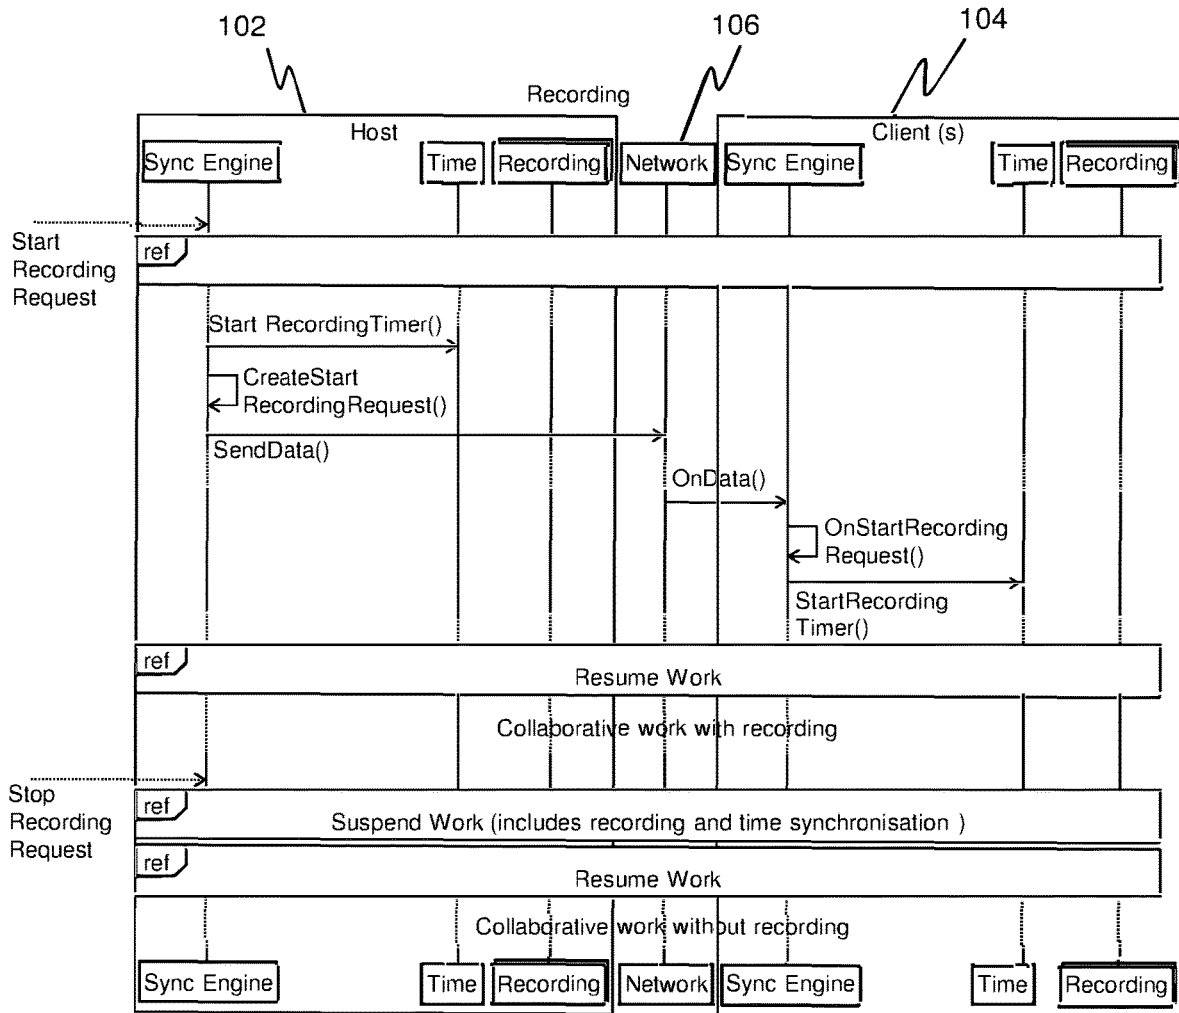 102
106
104
Recording
Host
Client (s)
Sync Engine
Time
Recording
Network
Sync Engine
Time
Recording
Start
Recording
Request
ref
Start RecordingTimer()
CreateStart
RecordingRequest()
SendData()
OnData()
OnStartRecording
Request()
StartRecording
Timer()
ref
Resume Work
Collaborative work with recording
Stop
Recording
Request
ref
Suspend Work (includes recording and time synchronisation )
ref
Resume Work
Collaborative work without recording
Sync Engine
Time
Recording
Network
Sync Engine
Time
Recording